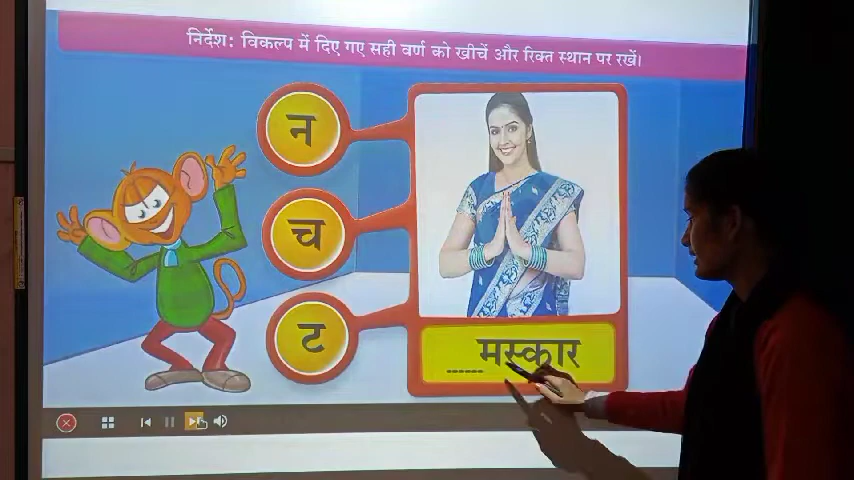 निर्देश: विकल्प में दिए गए सही वर्ण को खीचें और रिक्त स्थान पर रखें।
न
च
ट
......मस्कार